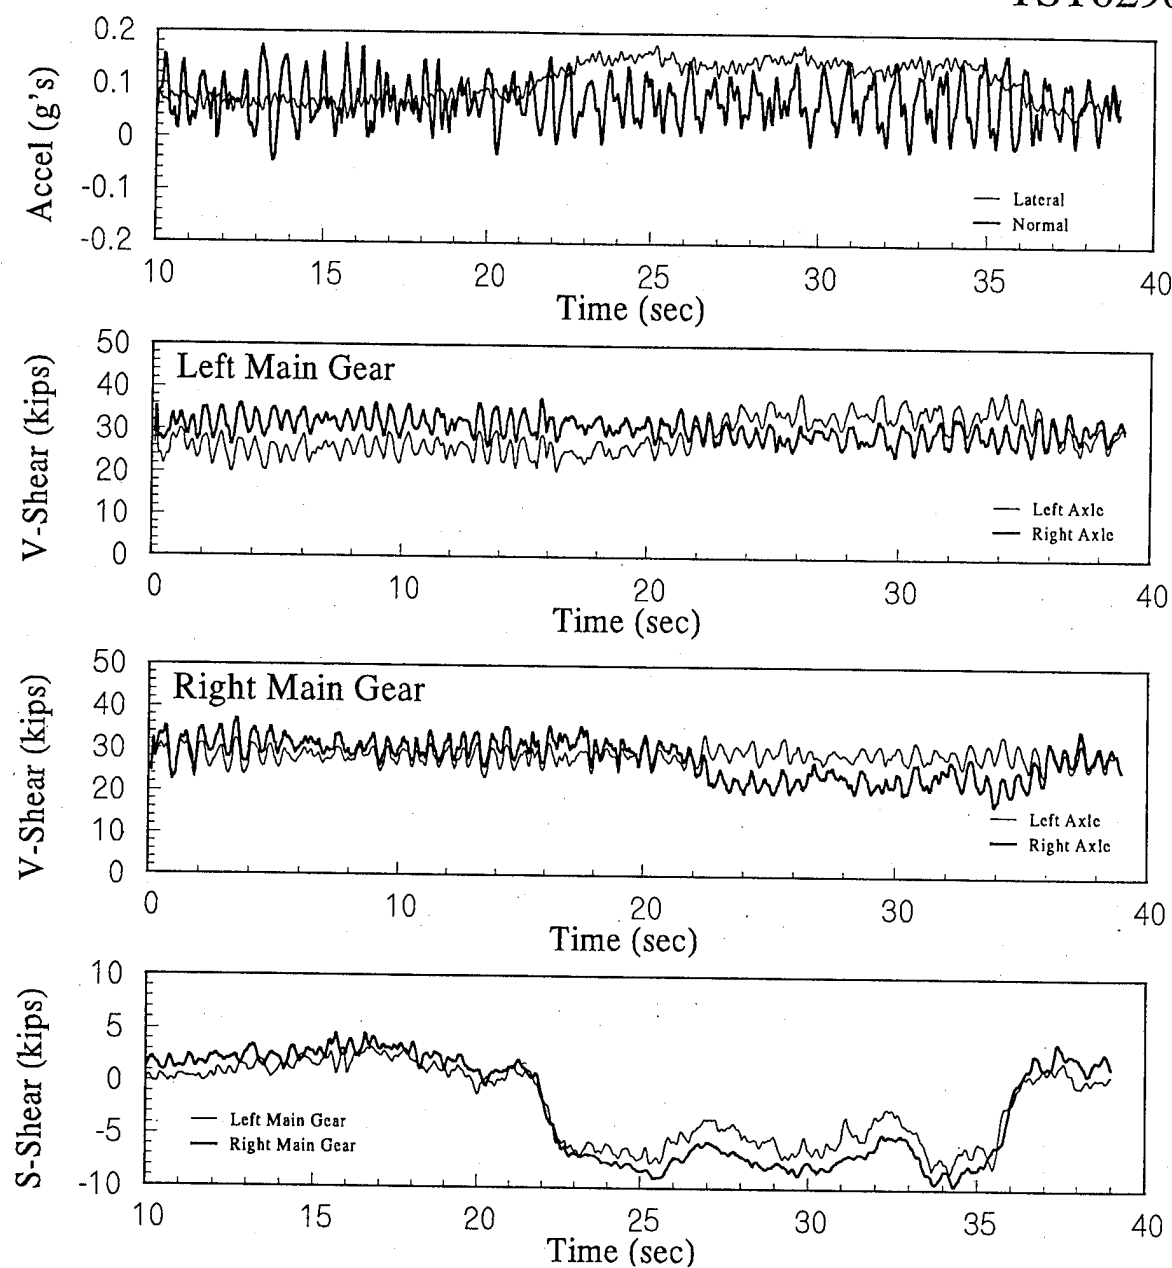 0.2
0.1
0
-0.1
-0.2
Accel (g's)
Lateral
Normal
10 15 20 25 30 35 40
Time (sec)
50
40
30
20
10
0
V-Shear (kips)
Left Main Gear
Left Axle
Right Axle
0 10 20 30 40
Time (sec)
50
40
30
20
10
0
V-Shear (kips)
Right Main Gear
Left Axle
Right Axle
0 10 20 30 40
Time (sec)
10
5
0
-5
-10
S-Shear (kips)
Left Main Gear
Right Main Gear
10 15 20 25 30 35 40
Time (sec)